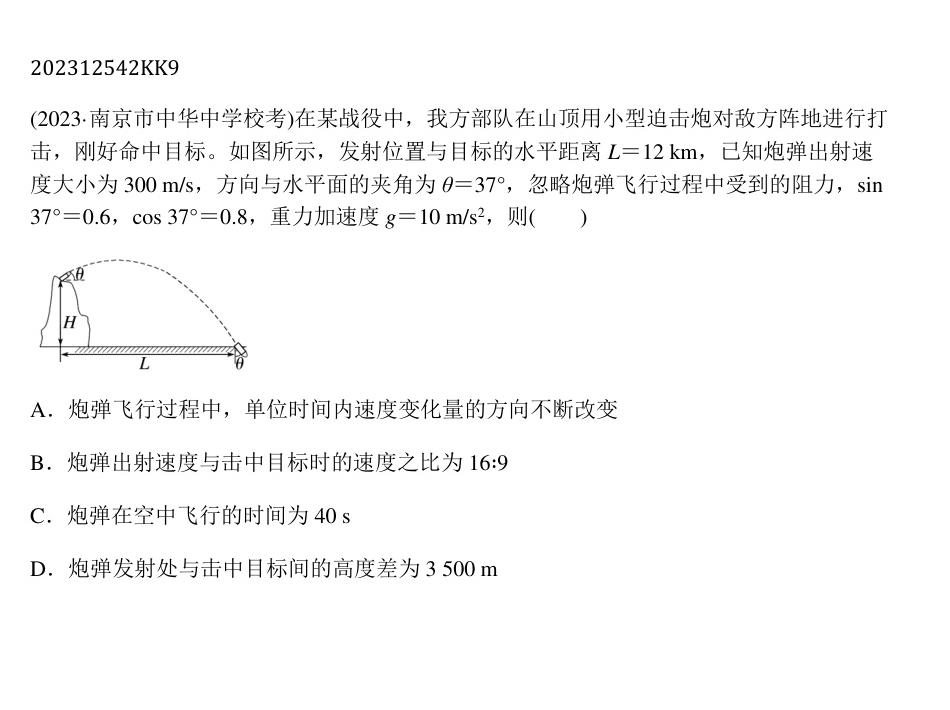 202312542KK9
(2023·南京市中华中学校考)在某战役中，我方部队在山顶用小型迫击炮对敌方阵地进行打
击，刚好命中目标。如图所示，发射位置与目标的水平距离 L＝12 km，已知炮弹出射速
度大小为 300 m/s，方向与水平面的夹角为 θ＝37°，忽略炮弹飞行过程中受到的阻力，sin
37°＝0.6，cos 37°＝0.8，重力加速度 g＝10 m/s²，则(　　)
θ
H
L
θ
A．炮弹飞行过程中，单位时间内速度变化量的方向不断改变
B．炮弹出射速度与击中目标时的速度之比为 16∶9
C．炮弹在空中飞行的时间为 40 s
D．炮弹发射处与击中目标间的高度差为 3 500 m